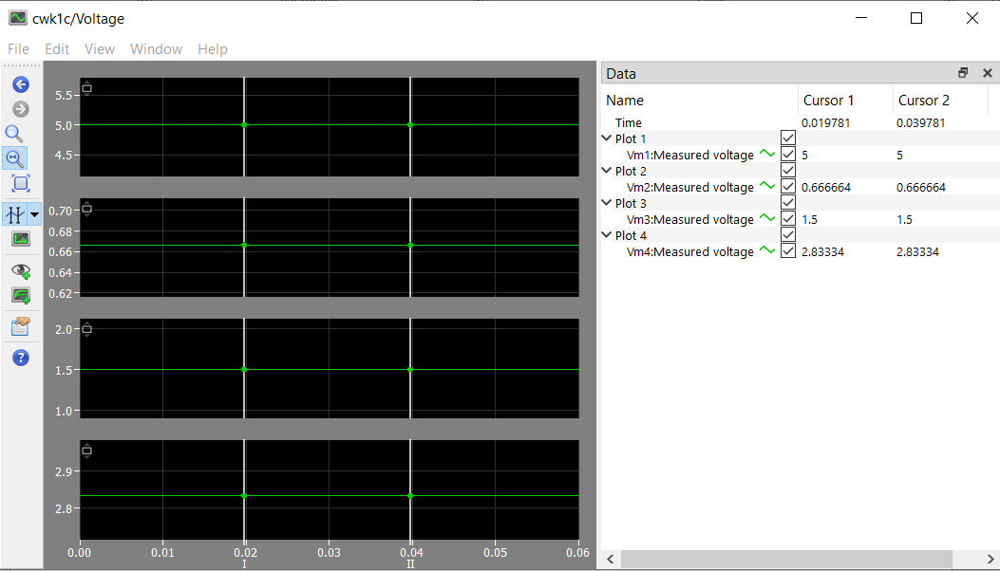 cwk1c/Voltage
File Edit View Window Help
5.5
5.0
4.5
0.70
0.68
0.66
0.64
0.62
2.0
1.5
1.0
2.9
2.8
0.00 0.01 0.02 0.03 0.04 0.05 0.06
I II
Data
Name Cursor 1 Cursor 2
Time 0.019781 0.039781
Plot 1
Vm1:Measured voltage 5 5
Plot 2
Vm2:Measured voltage 0.666664 0.666664
Plot 3
Vm3:Measured voltage 1.5 1.5
Plot 4
Vm4:Measured voltage 2.83334 2.83334